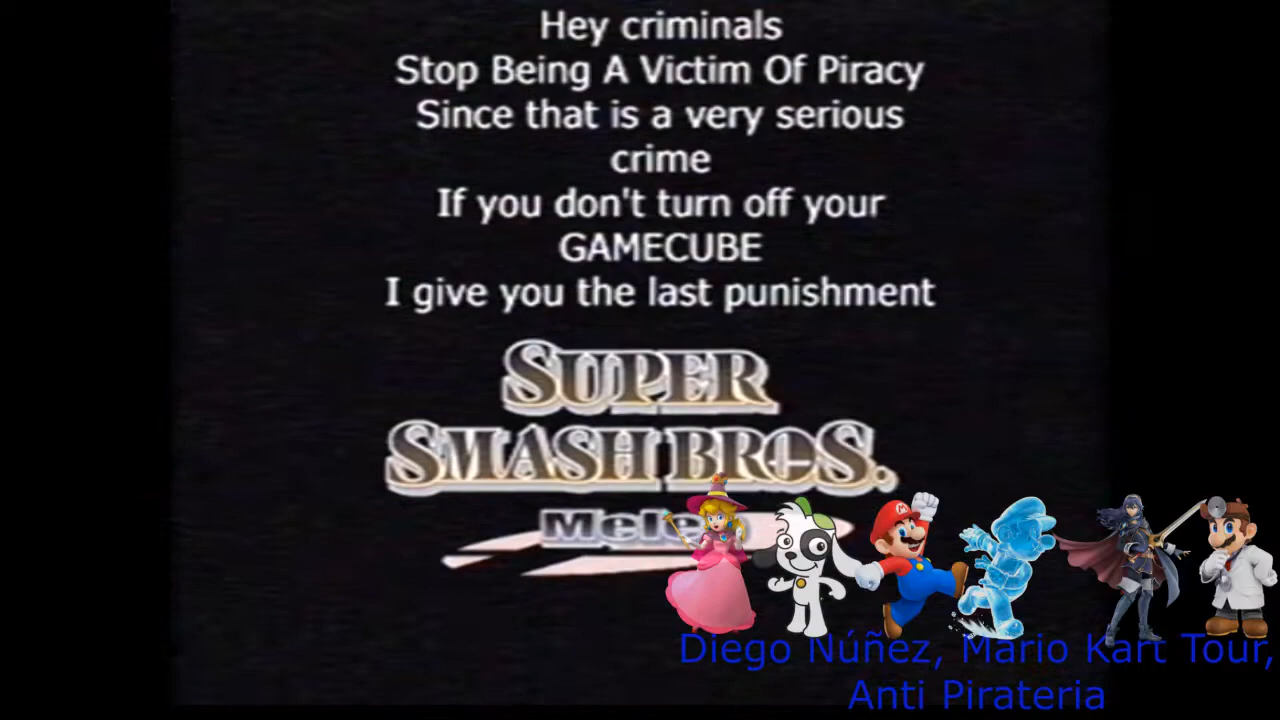 Hey criminals
Stop Being A Victim Of Piracy
Since that is a very serious
crime
If you don't turn off your
GAMECUBE
I give you the last punishment
SUPER
SMASH BROS.
Melee
Diego Núñez, Mario Kart Tour,
Anti Pirateria